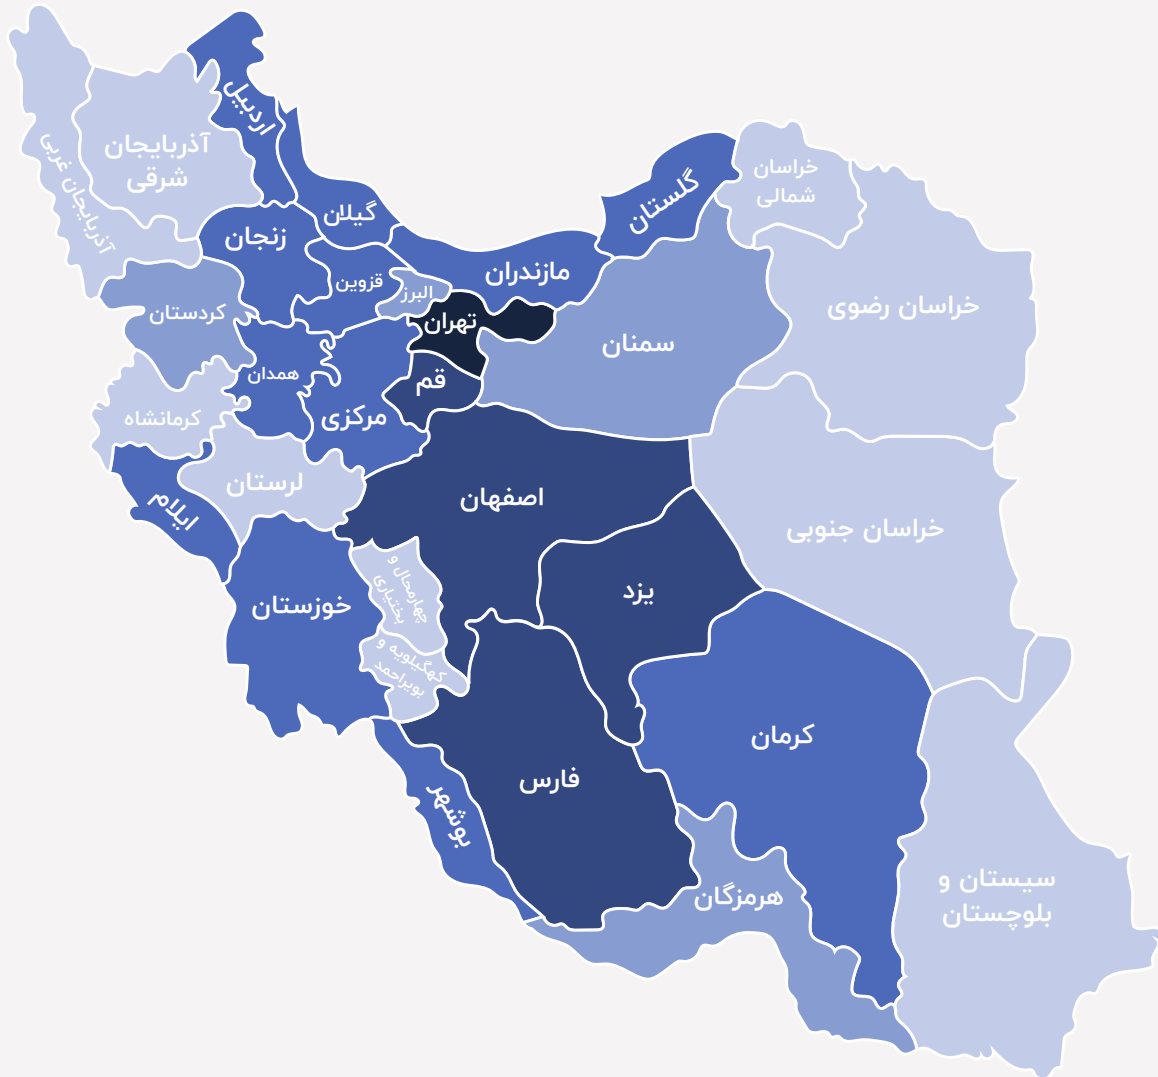 اردبیل
آذربایجان
شرقی
آذربایجان غربی
گیلان
زنجان
گلستان
خراسان
شمالی
مازندران
قزوین
البرز
تهران
خراسان رضوی
کردستان
سمنان
همدان
قم
کرمانشاه
مرکزی
لرستان
اصفهان
ایلام
خراسان جنوبی
خوزستان
چهارمحال و
بختیاری
یزد
کهگیلویه و
بویراحمد
کرمان
فارس
بوشهر
هرمزگان
سیستان و
بلوچستان